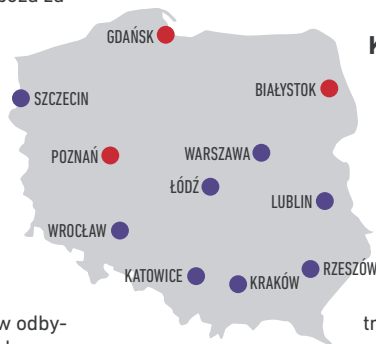 GDAŃSK
BIAŁYSTOK
SZCZECIN
POZNAŃ
WARSZAWA
ŁÓDŹ
LUBLIN
WROCŁAW
KATOWICE
KRAKÓW
RZESZÓW
w odby-